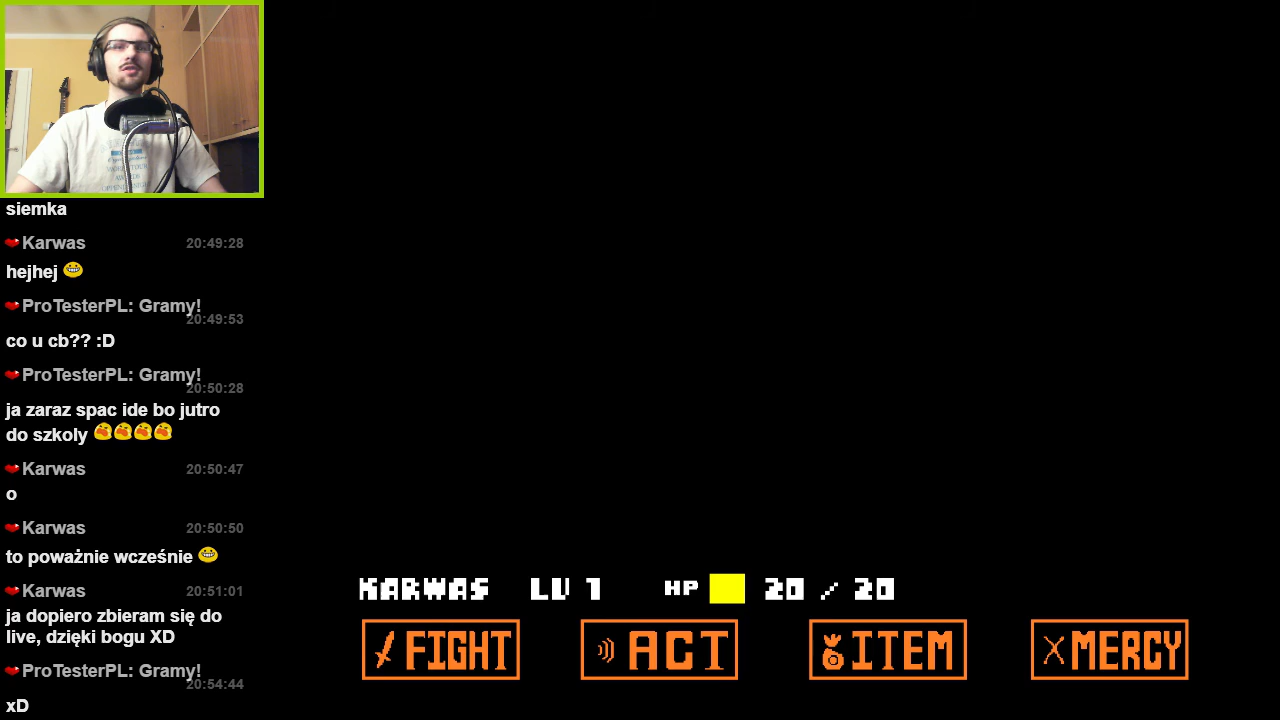 siemka
Karwas 20:49:28
hejhej
ProTesterPL: Gramy!
20:49:53
co u cb?? :D
ProTesterPL: Gramy!
20:50:28
ja zaraz spac ide bo jutro
do szkoly
Karwas 20:50:47
o
Karwas 20:50:50
to poważnie wcześnie
Karwas 20:51:01
ja dopiero zbieram się do
live, dzięki bogu XD
ProTesterPL: Gramy!
20:54:44
xD
KARWAS LV 1 HP 20 / 20
FIGHT ACT ITEM MERCY